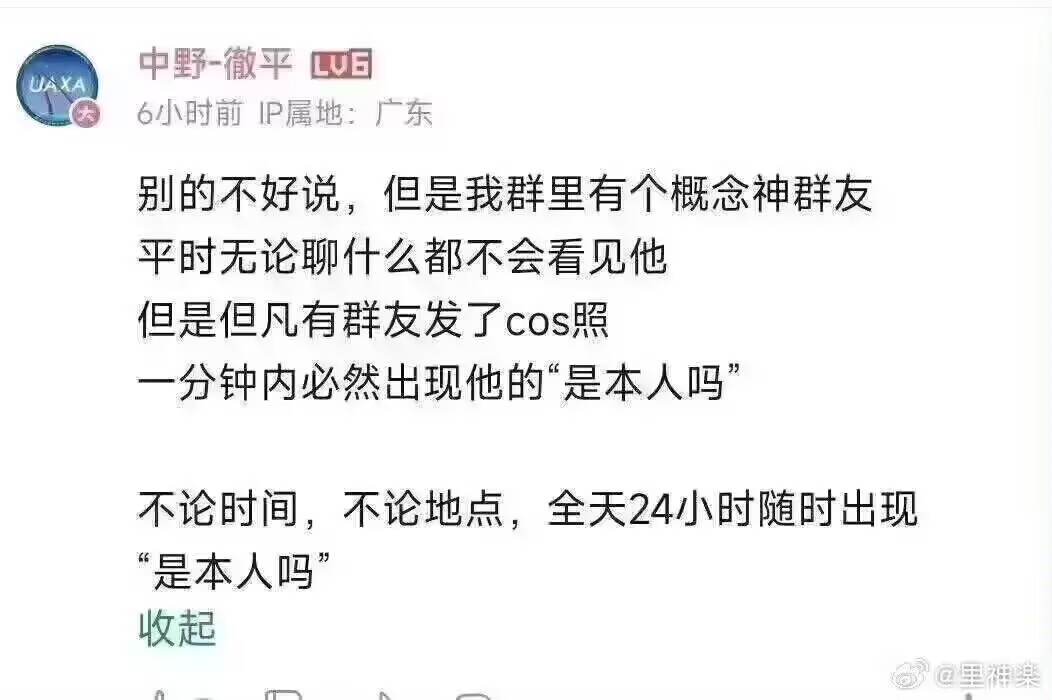 中野-徹平 LV6
UAXA
大
6小时前 IP属地：广东
别的不好说，但是我群里有个概念神群友
平时无论聊什么都不会看见他
但是但凡有群友发了cos照
一分钟内必然出现他的“是本人吗”
不论时间，不论地点，全天24小时随时出现
“是本人吗”
收起
@里神楽